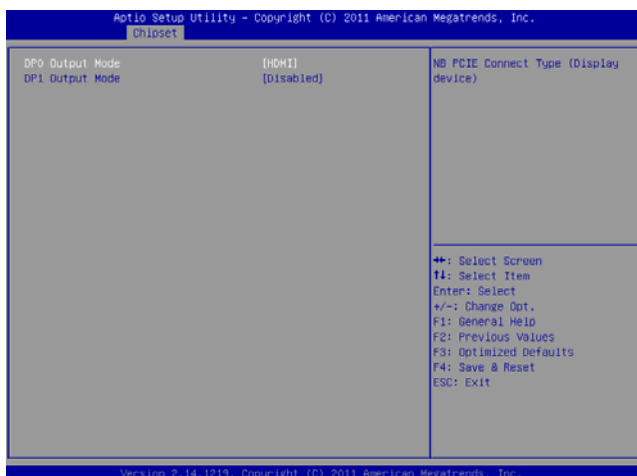 Aptio Setup Utility – Copyright (C) 2011 American Megatrends, Inc.
Chipset
DP0 Output Mode [HDMI]
DP1 Output Mode [Disabled]
NB PCIE Connect Type (Display
device)
→←: Select Screen
↑↓: Select Item
Enter: Select
+/-: Change Opt.
F1: General Help
F2: Previous Values
F3: Optimized Defaults
F4: Save & Reset
ESC: Exit
Version 2.14.1219. Copyright (C) 2011 American Megatrends, Inc.